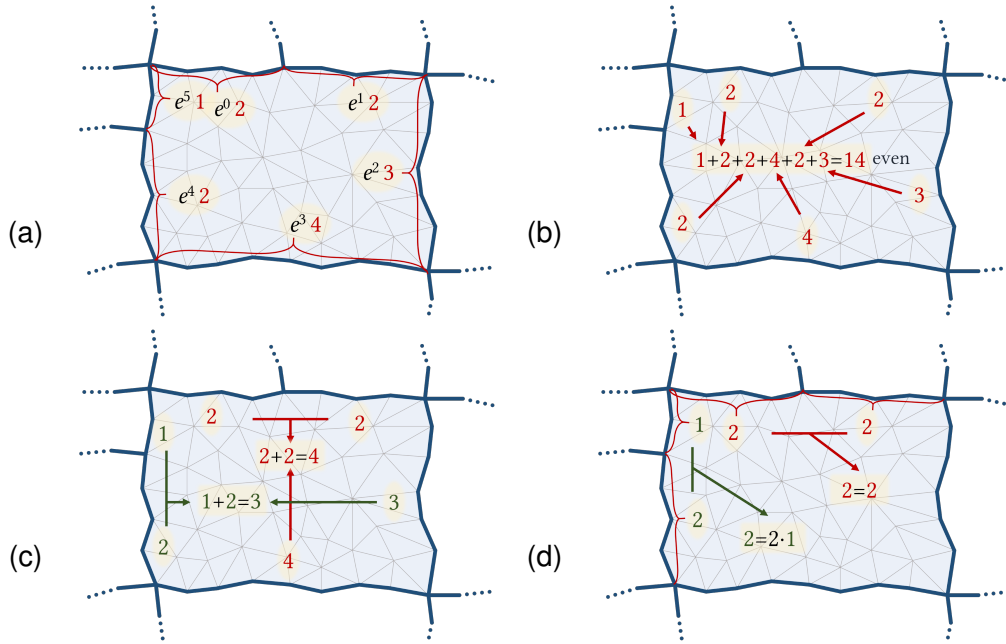 e⁵ 1 e⁰ 2 e¹ 2
e² 3
e⁴ 2
e³ 4
(a)
2 2
1
1+2+2+4+2+3=14 even
3
2
4
(b)
2 2
1
2+2=4
1+2=3 3
2
4
(c)
1
2 2
2=2
2
2=2·1
(d)